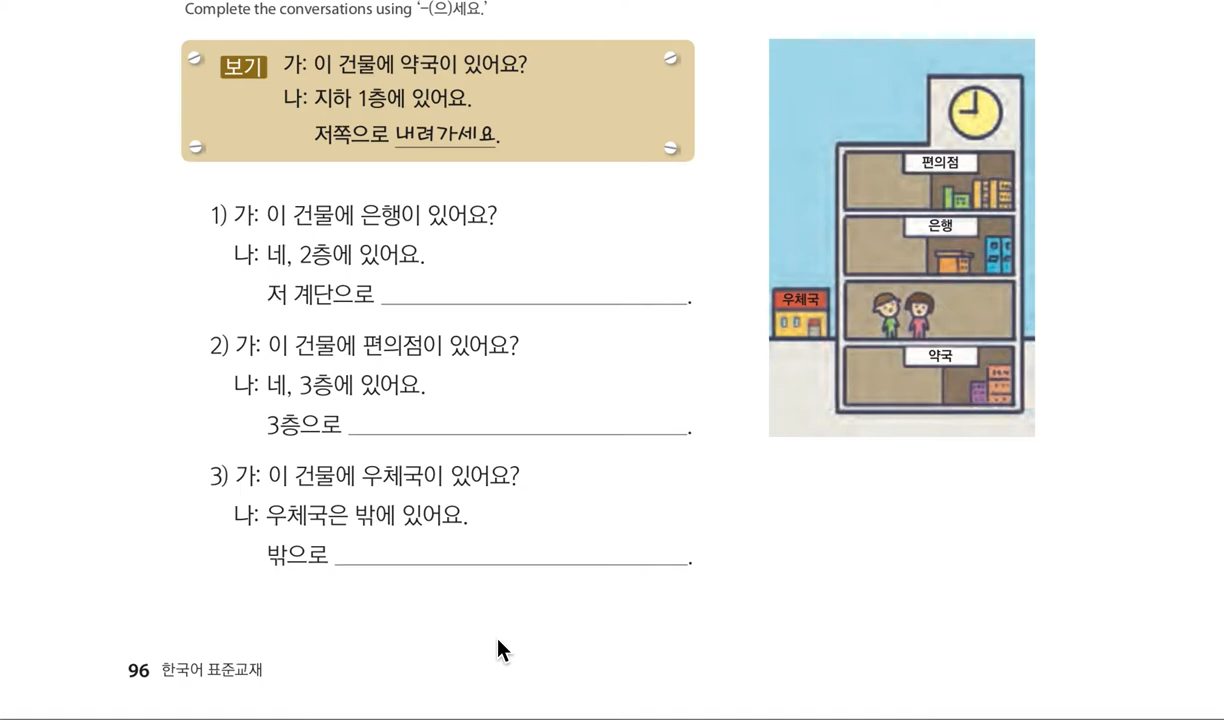 Complete the conversations using ‘-(으)세요.’
보기 가: 이 건물에 약국이 있어요?
나: 지하 1층에 있어요.
저쪽으로 내려가세요.
1) 가: 이 건물에 은행이 있어요?
나: 네, 2층에 있어요.
저 계단으로 ______.
2) 가: 이 건물에 편의점이 있어요?
나: 네, 3층에 있어요.
3층으로 ______.
3) 가: 이 건물에 우체국이 있어요?
나: 우체국은 밖에 있어요.
밖으로 ______.
편의점
은행
우체국
약국
96 한국어 표준교재